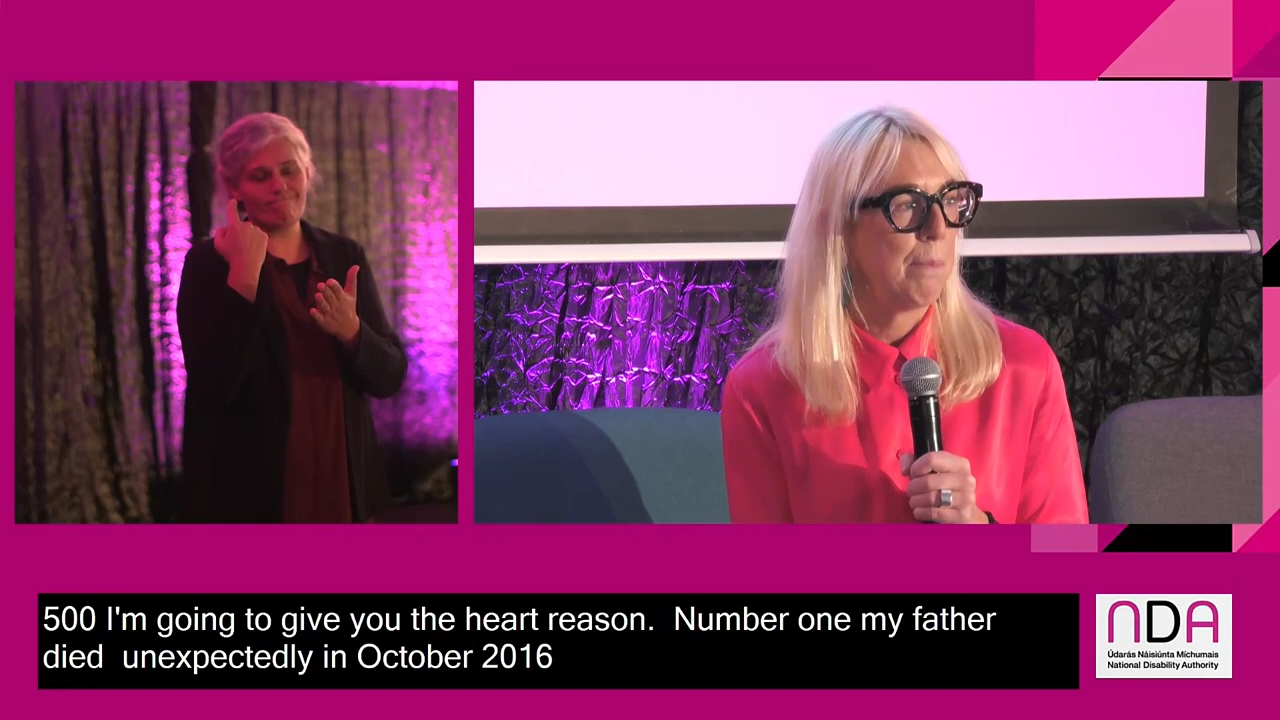 500 I'm going to give you the heart reason.  Number one my father
died  unexpectedly in October 2016
NDA
Údarás Náisiúnta Míchumais
National Disability Authority